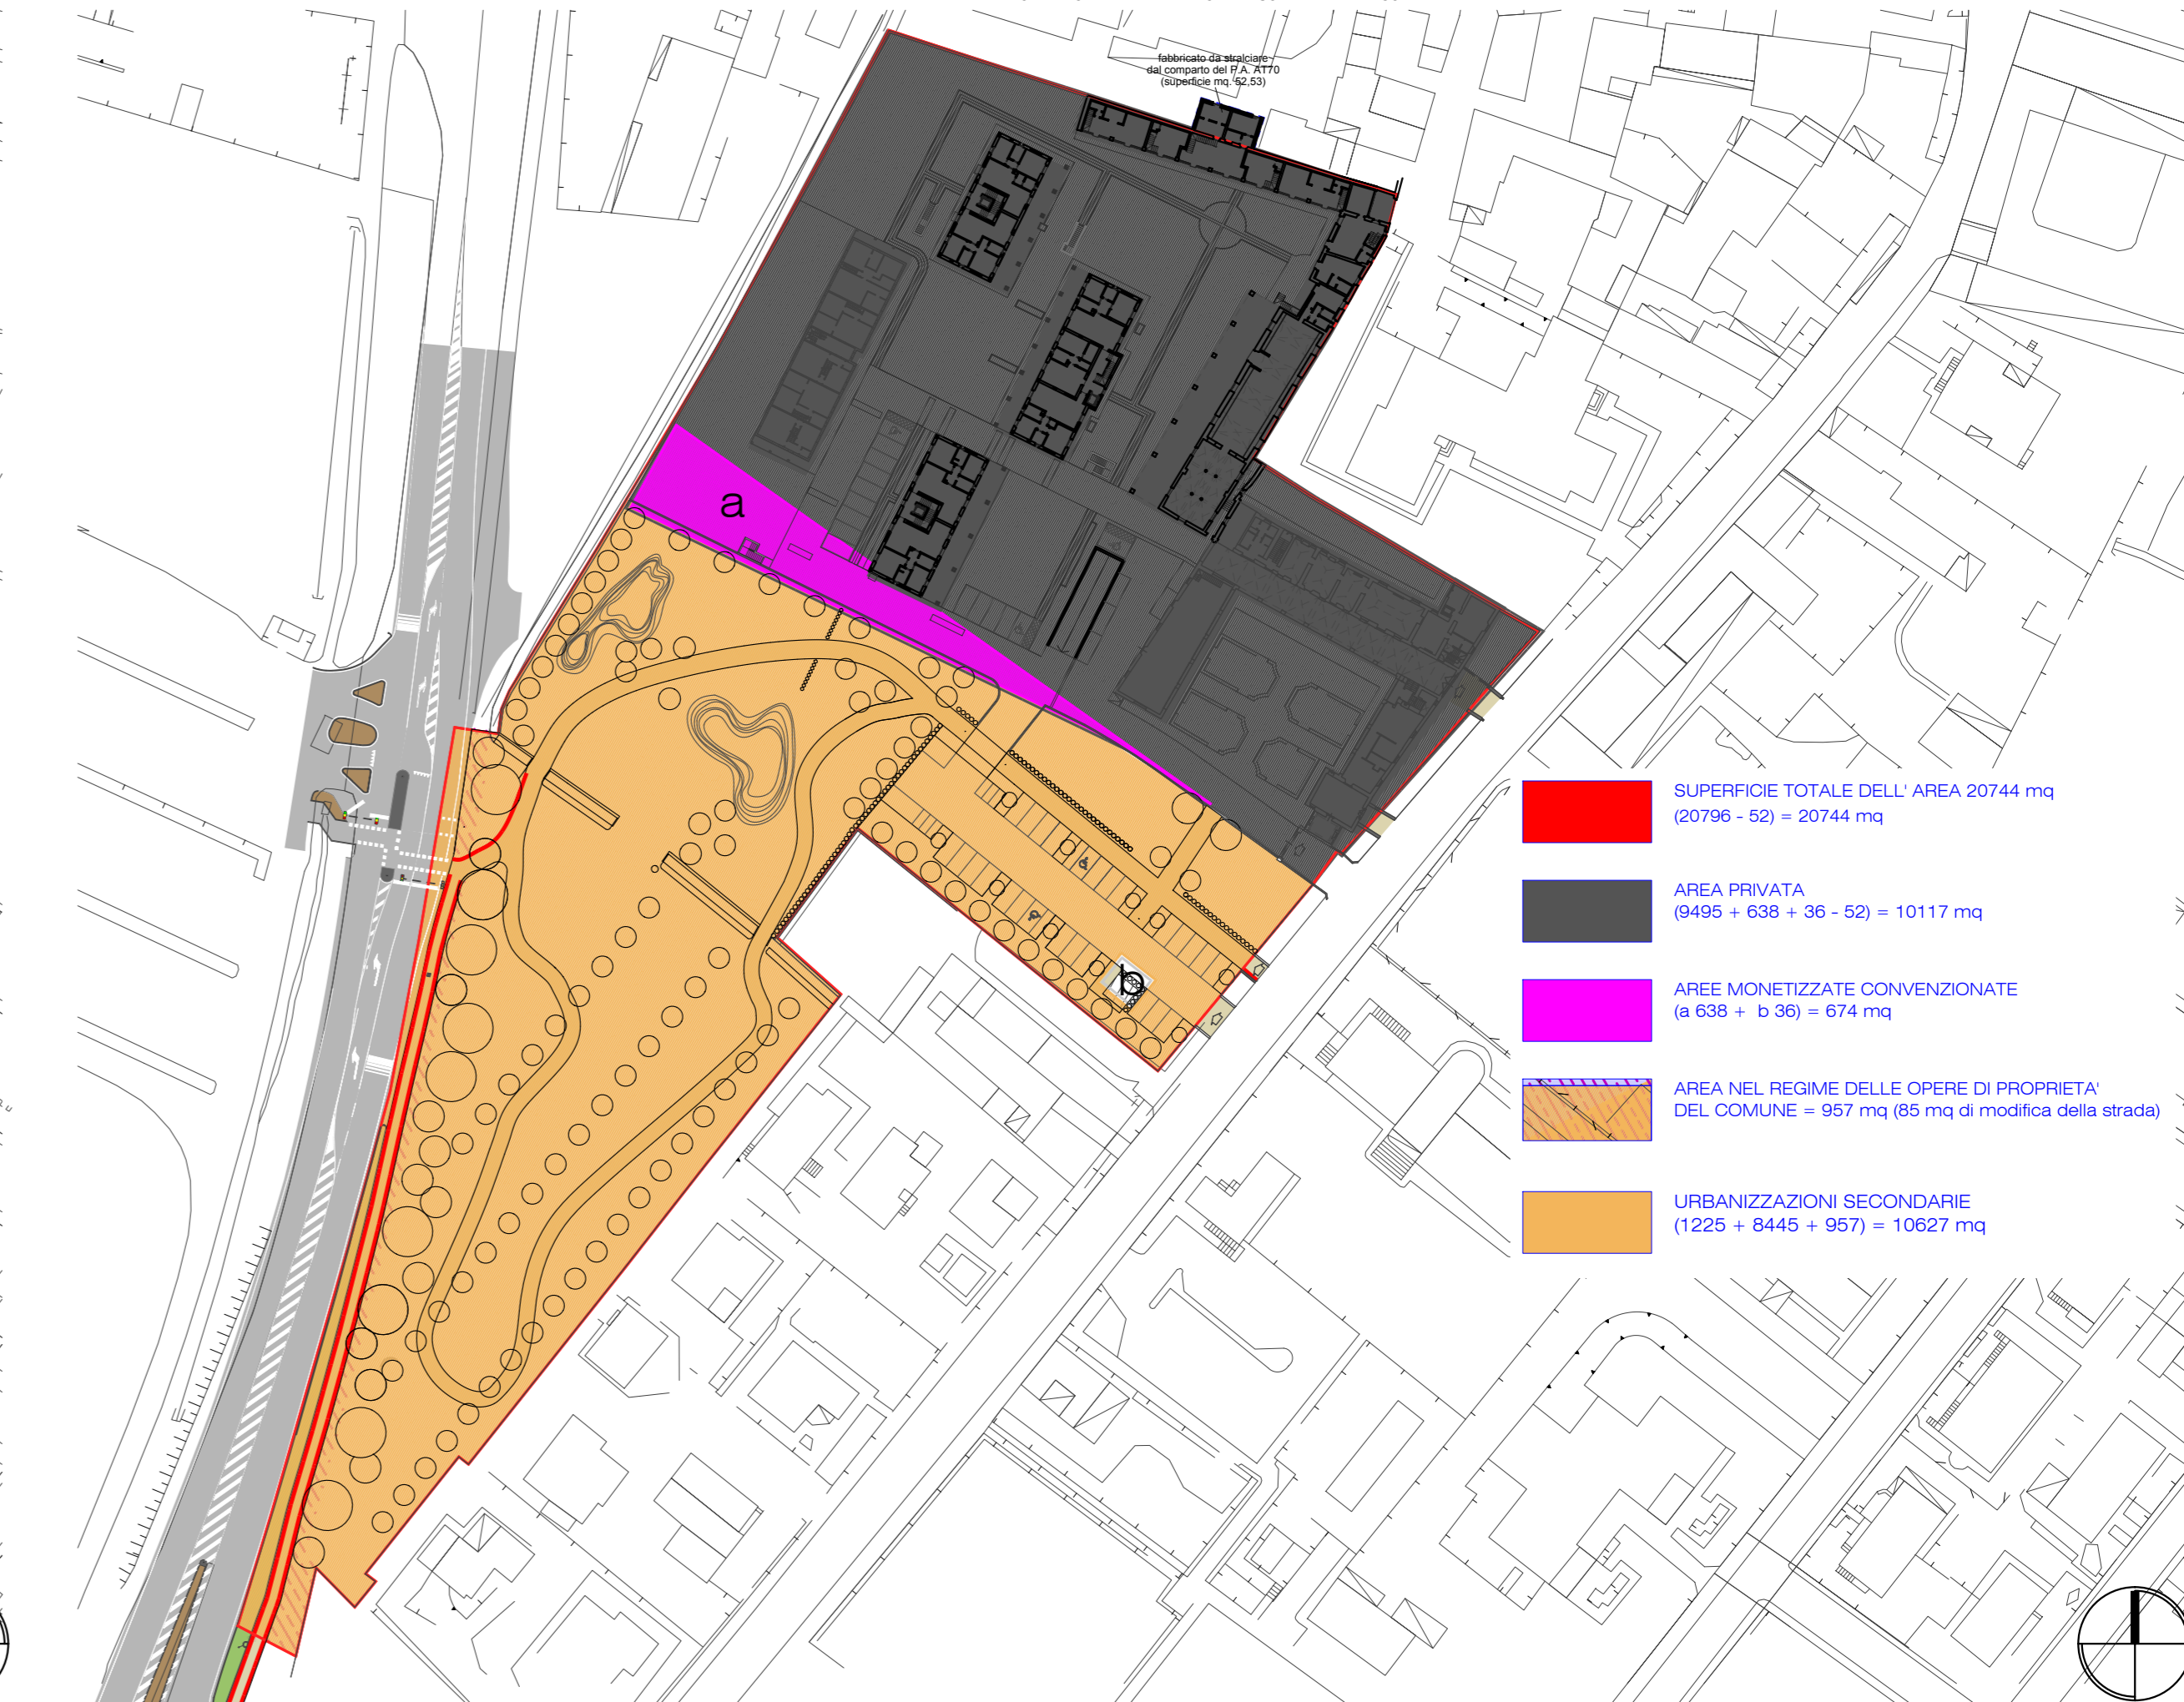 fabbricato da stralciare
dal comparto del P.A. AT70
(superficie mq. 52,53)
a
b
SUPERFICIE TOTALE DELL' AREA 20744 mq
(20796 - 52) = 20744 mq
AREA PRIVATA
(9495 + 638 + 36 - 52) = 10117 mq
AREE MONETIZZATE CONVENZIONATE
(a 638 + b 36) = 674 mq
AREA NEL REGIME DELLE OPERE DI PROPRIETA'
DEL COMUNE = 957 mq (85 mq di modifica della strada)
URBANIZZAZIONI SECONDARIE
(1225 + 8445 + 957) = 10627 mq